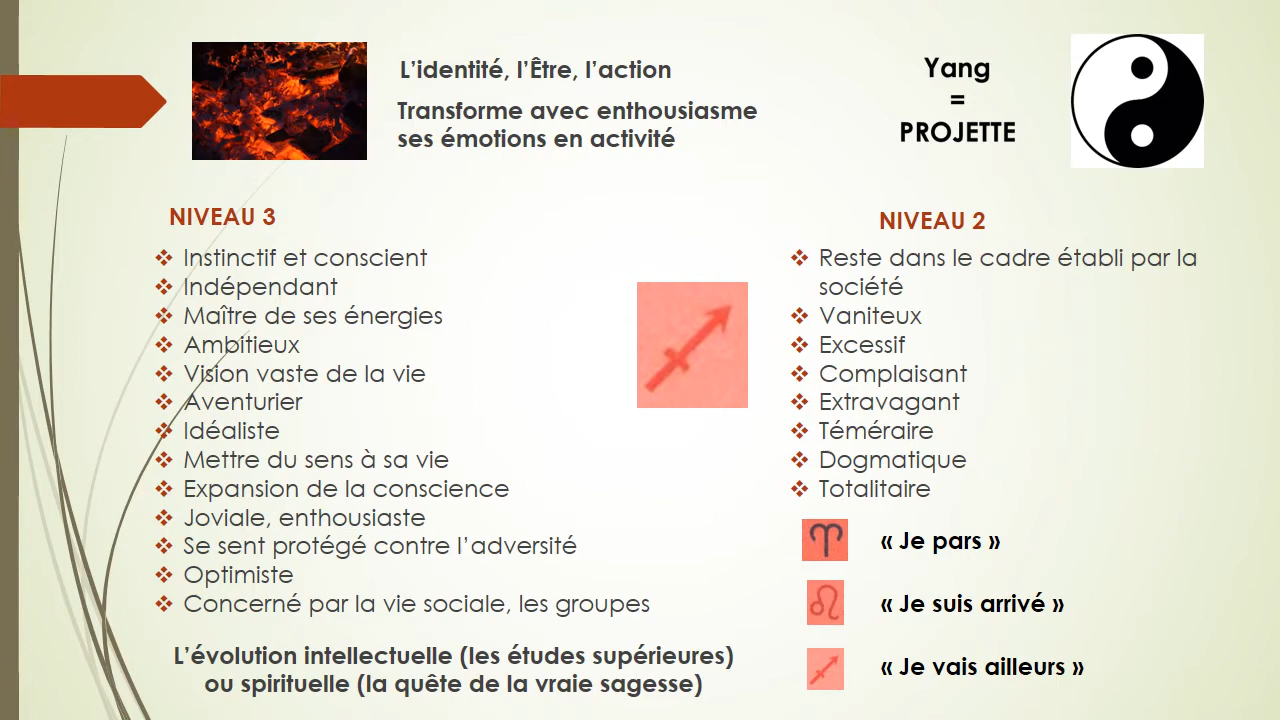 L’identité, l’Être, l’action
Transforme avec enthousiasme
ses émotions en activité
Yang
=
PROJETTE
NIVEAU 3
Instinctif et conscient
Indépendant
Maître de ses énergies
Ambitieux
Vision vaste de la vie
Aventurier
Idéaliste
Mettre du sens à sa vie
Expansion de la conscience
Joviale, enthousiaste
Se sent protégé contre l’adversité
Optimiste
Concerné par la vie sociale, les groupes
L’évolution intellectuelle (les études supérieures)
ou spirituelle (la quête de la vraie sagesse)
NIVEAU 2
Reste dans le cadre établi par la
société
Vaniteux
Excessif
Complaisant
Extravagant
Téméraire
Dogmatique
Totalitaire
« Je pars »
« Je suis arrivé »
« Je vais ailleurs »